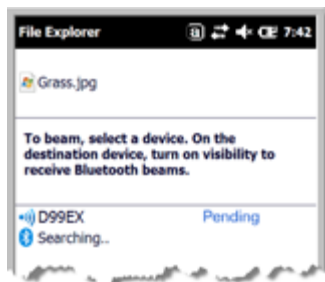 File Explorer 7:42
Grass.jpg
To beam, select a device. On the
destination device, turn on visibility to
receive Bluetooth beams.
D99EX Pending
Searching..